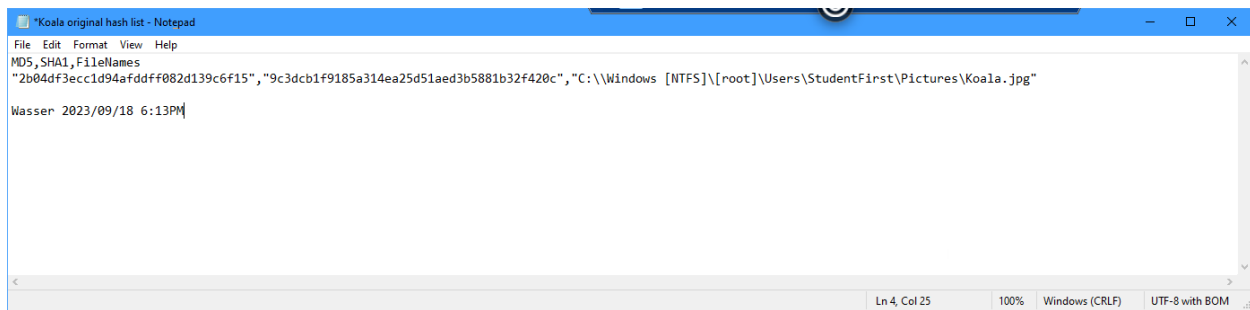 *Koala original hash list - Notepad
File Edit Format View Help
MD5,SHA1,FileNames
"2b04df3ecc1d94afddff082d139c6f15","9c3dcb1f9185a314ea25d51aed3b5881b32f420c","C:\\Windows [NTFS]\[root]\Users\StudentFirst\Pictures\Koala.jpg"
Wasser 2023/09/18 6:13PM
Ln 4, Col 25 100% Windows (CRLF) UTF-8 with BOM